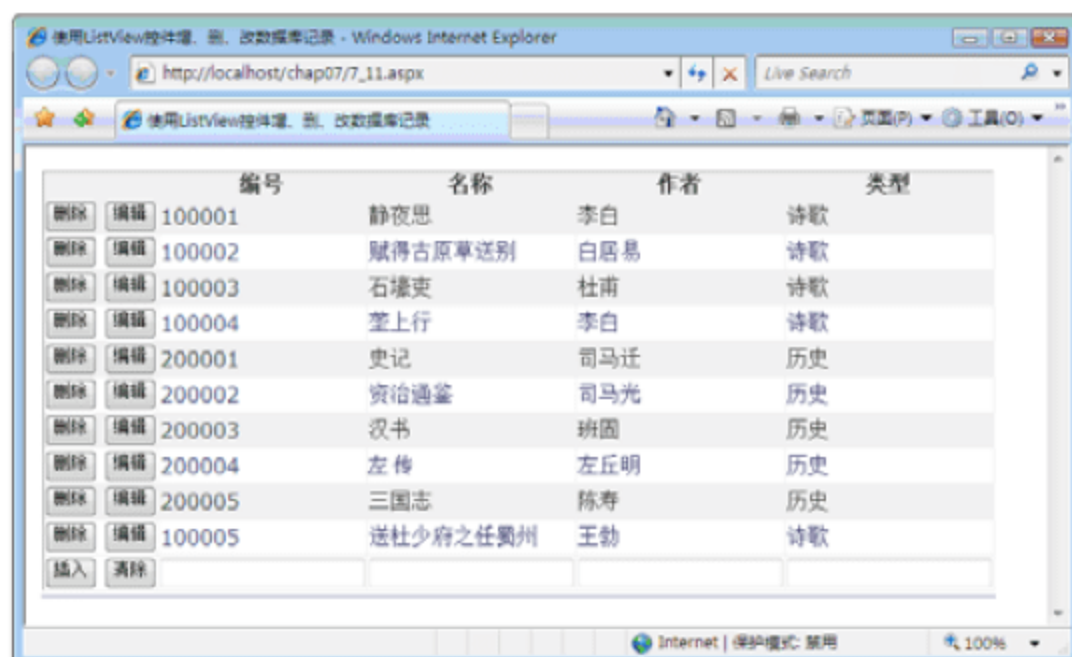 使用ListView控件增、删、改数据库记录 - Windows Internet Explorer
http://localhost/chap07/7_11.aspx
Live Search
使用ListView控件增、删、改数据库记录
页面(P) 工具(O)
编号 名称 作者 类型
删除 编辑 100001 静夜思 李白 诗歌
删除 编辑 100002 赋得古原草送别 白居易 诗歌
删除 编辑 100003 石壕吏 杜甫 诗歌
删除 编辑 100004 垄上行 李白 诗歌
删除 编辑 200001 史记 司马迁 历史
删除 编辑 200002 资治通鉴 司马光 历史
删除 编辑 200003 汉书 班固 历史
删除 编辑 200004 左传 左丘明 历史
删除 编辑 200005 三国志 陈寿 历史
删除 编辑 100005 送杜少府之任蜀州 王勃 诗歌
插入 清除
Internet | 保护模式: 禁用 100%